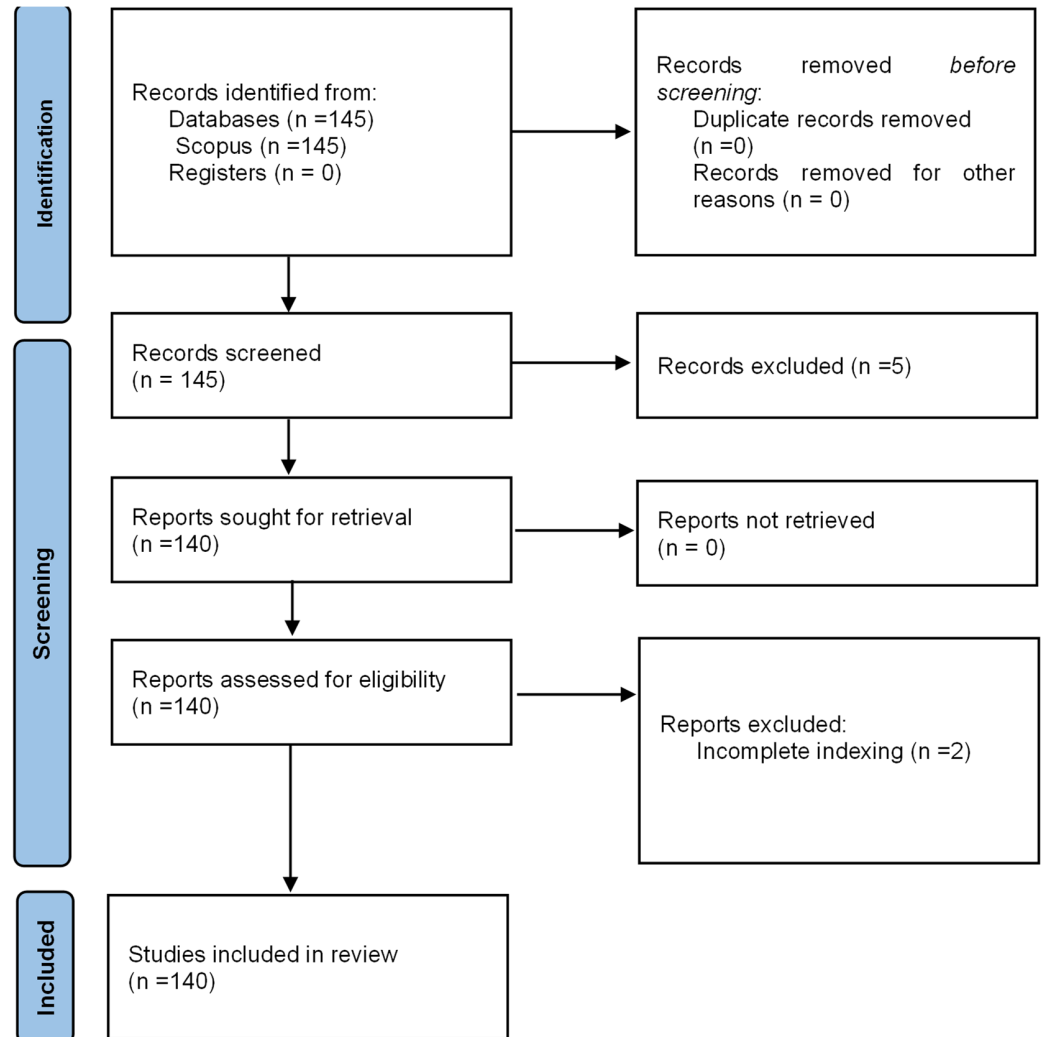 Identification
Records identified from:
Databases (n =145)
Scopus (n =145)
Registers (n = 0)
Records removed before
screening:
Duplicate records removed
(n =0)
Records removed for other
reasons (n = 0)
Screening
Records screened
(n = 145)
Records excluded (n =5)
Reports sought for retrieval
(n =140)
Reports not retrieved
(n = 0)
Reports assessed for eligibility
(n =140)
Reports excluded:
Incomplete indexing (n =2)
Included
Studies included in review
(n =140)